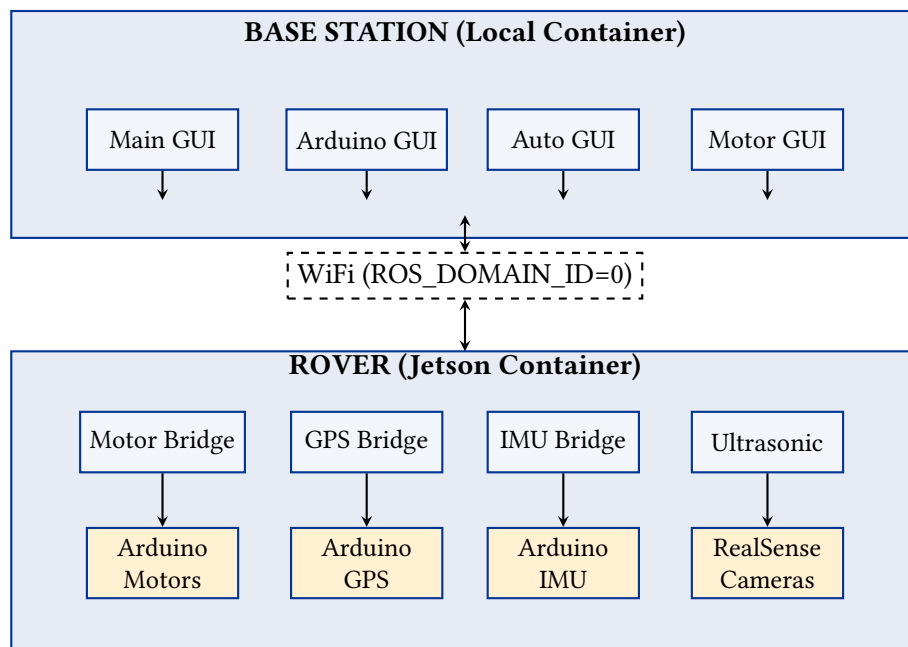 BASE STATION (Local Container)
Main GUI
Arduino GUI
Auto GUI
Motor GUI
WiFi (ROS_DOMAIN_ID=0)
ROVER (Jetson Container)
Motor Bridge
GPS Bridge
IMU Bridge
Ultrasonic
Arduino
Motors
Arduino
GPS
Arduino
IMU
RealSense
Cameras